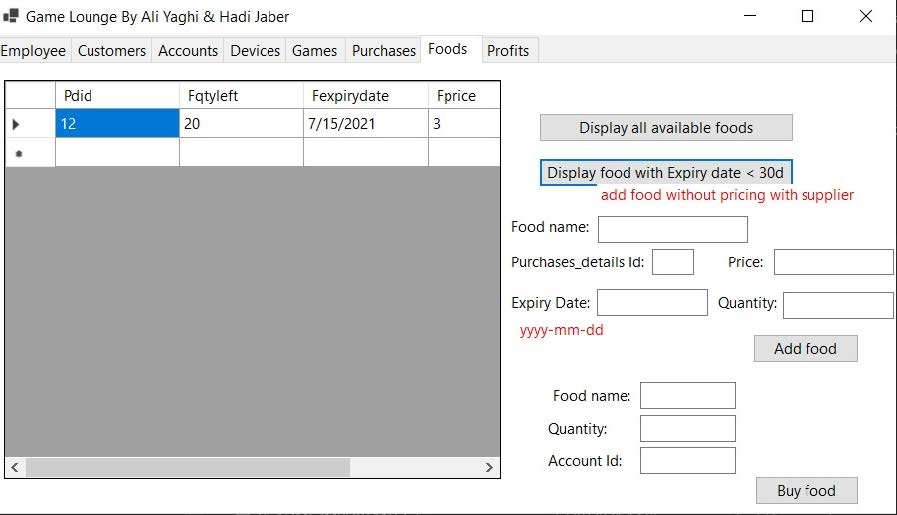 Game Lounge By Ali Yaghi & Hadi Jaber
Employee Customers Accounts Devices Games Purchases Foods Profits
Pdid Fqtyleft Fexpirydate Fprice
12 20 7/15/2021 3
Display all available foods
Display food with Expiry date < 30d
add food without pricing with supplier
Food name:
Purchases_details Id: Price:
Expiry Date: Quantity:
yyyy-mm-dd
Add food
Food name:
Quantity:
Account Id:
Buy food